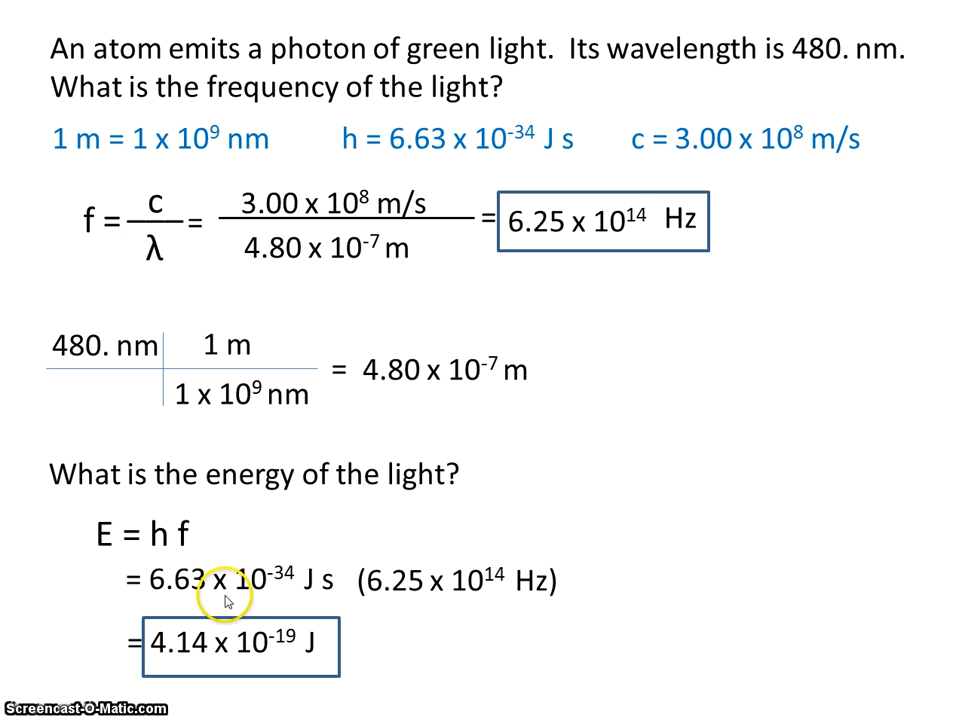 An atom emits a photon of green light. Its wavelength is 480. nm.
What is the frequency of the light?
1 m = 1 x 10⁹ nm h = 6.63 x 10⁻³⁴ J s c = 3.00 x 10⁸ m/s
f = c / λ = 3.00 x 10⁸ m/s / 4.80 x 10⁻⁷ m = 6.25 x 10¹⁴ Hz
480. nm 1 m
1 x 10⁹ nm = 4.80 x 10⁻⁷ m
What is the energy of the light?
E = h f
= 6.63 x 10⁻³⁴ J s (6.25 x 10¹⁴ Hz)
= 4.14 x 10⁻¹⁹ J
Screencast-O-Matic.com